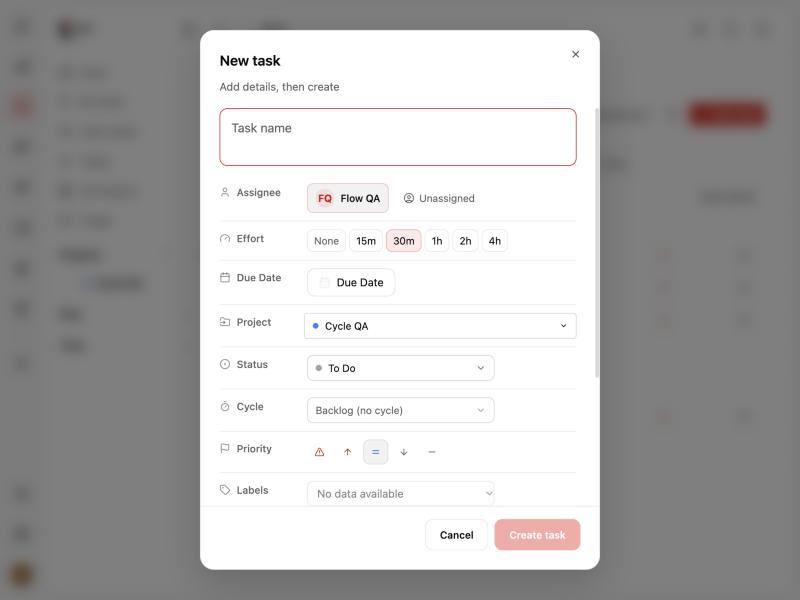 New task
Add details, then create
Task name
Assignee
FQ Flow QA
Unassigned
Effort
None 15m 30m 1h 2h 4h
Due Date
Due Date
Project
Cycle QA
Status
To Do
Cycle
Backlog (no cycle)
Priority
Labels
No data available
Cancel
Create task